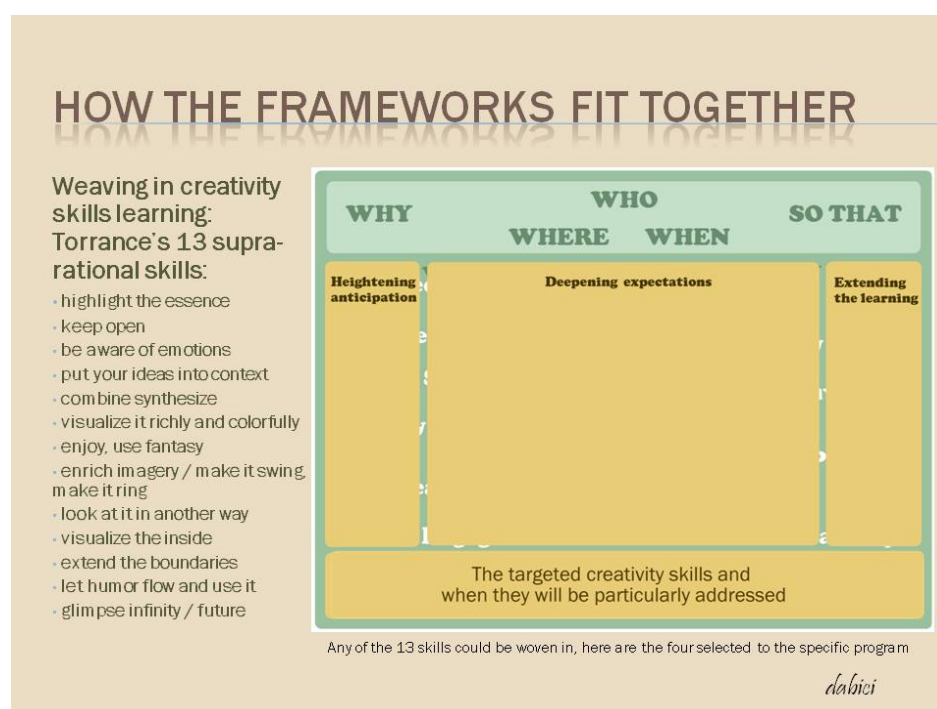 HOW THE FRAMEWORKS FIT TOGETHER
Weaving in creativity
skills learning:
Torrance's 13 supra-
rational skills:
· highlight the essence
· keep open
· be aware of emotions
· put your ideas into context
· combine synthesize
· visualize it richly and colorfully
· enjoy, use fantasy
· enrich imagery / make it swing,
make it ring
· look at it in another way
· visualize the inside
· extend the boundaries
· let humor flow and use it
· glimpse infinity / future
WHY
WHO
WHERE WHEN
SO THAT
Heightening
anticipation
Deepening expectations
Extending
the learning
The targeted creativity skills and
when they will be particularly addressed
Any of the 13 skills could be woven in, here are the four selected to the specific program
dabici